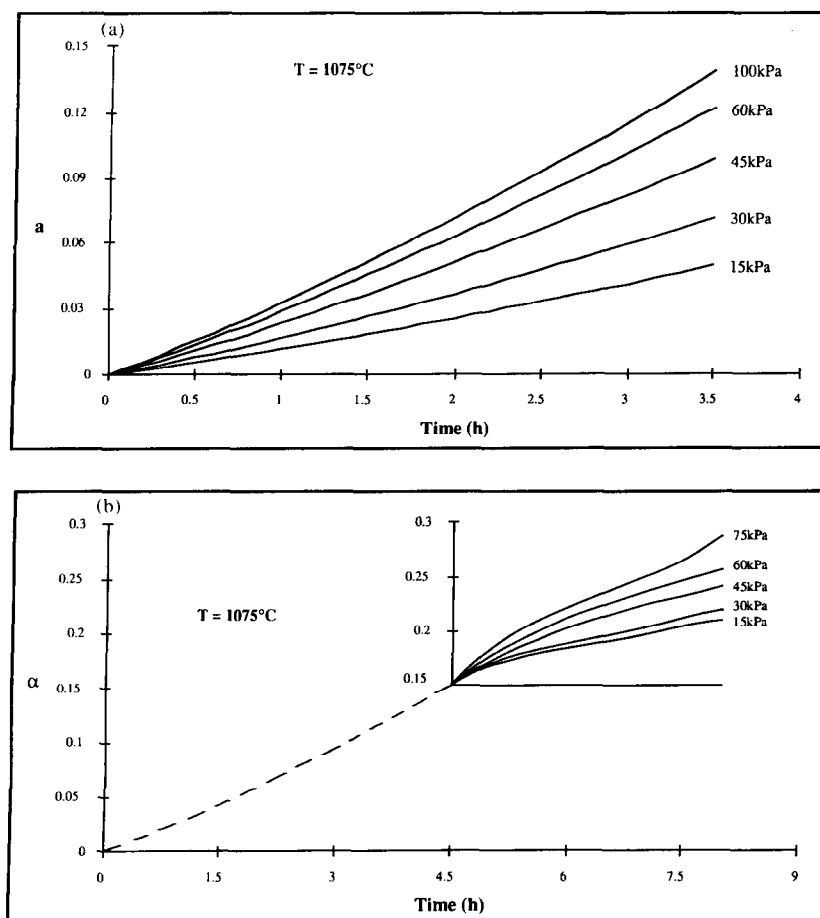 (a)
T = 1075°C
0.15
0.12
0.09
0.06
0.03
0
a
100kPa
60kPa
45kPa
30kPa
15kPa
0 0.5 1 1.5 2 2.5 3 3.5 4
Time (h)
(b)
T = 1075°C
0.3
0.25
0.2
0.15
0.1
0.05
0
α
0.3
0.25
0.2
0.15
75kPa
60kPa
45kPa
30kPa
15kPa
0 1.5 3 4.5 6 7.5 9
Time (h)